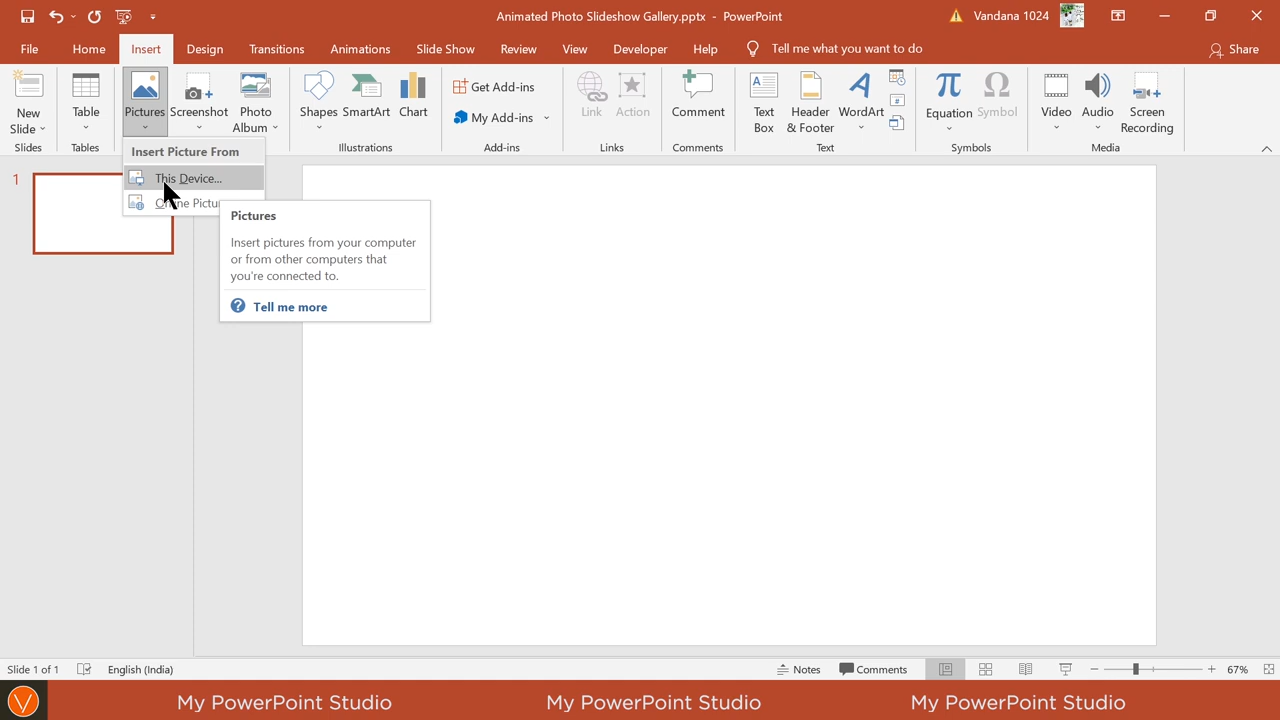 Animated Photo Slideshow Gallery.pptx - PowerPoint
Vandana 1024
File Home Insert Design Transitions Animations Slide Show Review View Developer Help Tell me what you want to do Share
New Slide
Table
Pictures
Screenshot
Photo Album
Shapes
SmartArt
Chart
Get Add-ins
My Add-ins
Link
Action
Comment
Text Box
Header & Footer
WordArt
Equation
Symbol
Video
Audio
Screen Recording
Slides Tables Illustrations Add-ins Links Comments Text Symbols Media
Insert Picture From
This Device...
1
Pictures
Insert pictures from your computer
or from other computers that
you're connected to.
? Tell me more
Slide 1 of 1 English (India) Notes Comments 67%
V My PowerPoint Studio My PowerPoint Studio My PowerPoint Studio